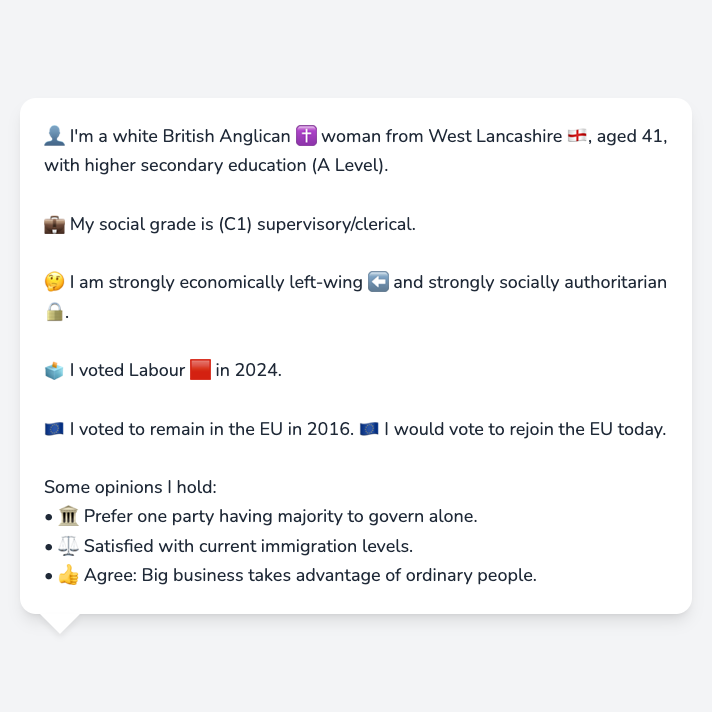 👤 I'm a white British Anglican ✝️ woman from West Lancashire 🏴󠁧󠁢󠁥󠁮󠁧󠁿, aged 41,
with higher secondary education (A Level).
💼 My social grade is (C1) supervisory/clerical.
🤔 I am strongly economically left-wing ⬅️ and strongly socially authoritarian
🔒.
🗳️ I voted Labour 🟥 in 2024.
🇪🇺 I voted to remain in the EU in 2016. 🇪🇺 I would vote to rejoin the EU today.
Some opinions I hold:
• 🏛️ Prefer one party having majority to govern alone.
• ⚖️ Satisfied with current immigration levels.
• 👍 Agree: Big business takes advantage of ordinary people.